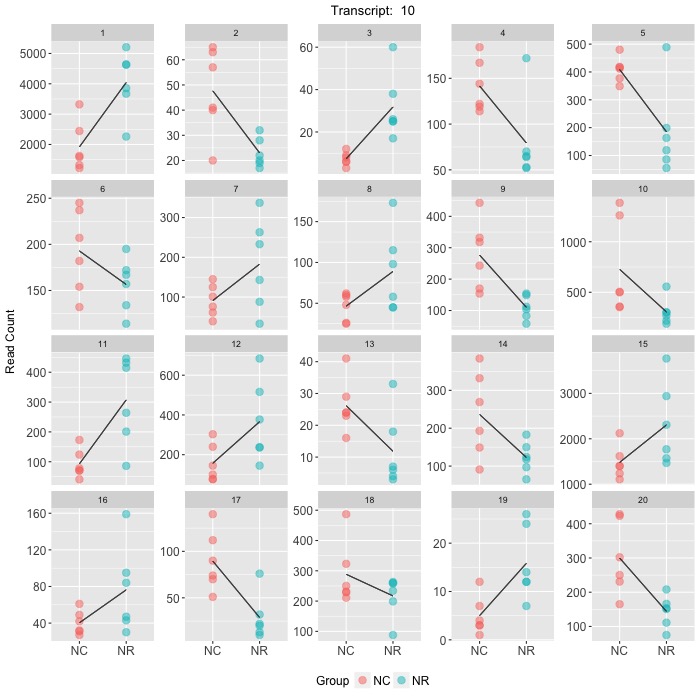 Transcript: 10
1 2 3 4 5
5000 4000 3000 2000
60 50 40 30 20
60 40 20
150 100 50
500 400 300 200 100
6 7 8 9 10
250 200 150
300 200 100
150 100 50
400 300 200 100
1000 500
Read Count
11 12 13 14 15
400 300 200 100
600 400 200
40 30 20 10
300 200 100
3000 2000 1000
16 17 18 19 20
160 120 80 40
100 50
500 400 300 200 100
20 10 0
400 300 200 100
NC NR NC NR NC NR NC NR NC NR
Group NC NR